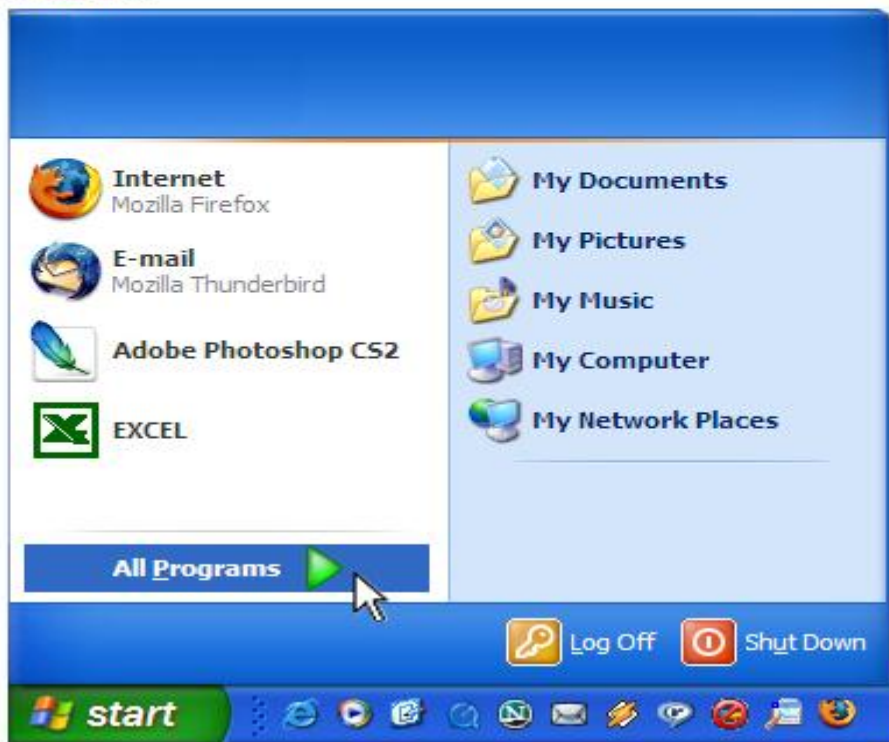 Internet
Mozilla Firefox
E-mail
Mozilla Thunderbird
Adobe Photoshop CS2
EXCEL
All Programs
My Documents
My Pictures
My Music
My Computer
My Network Places
Log Off
Shut Down
start